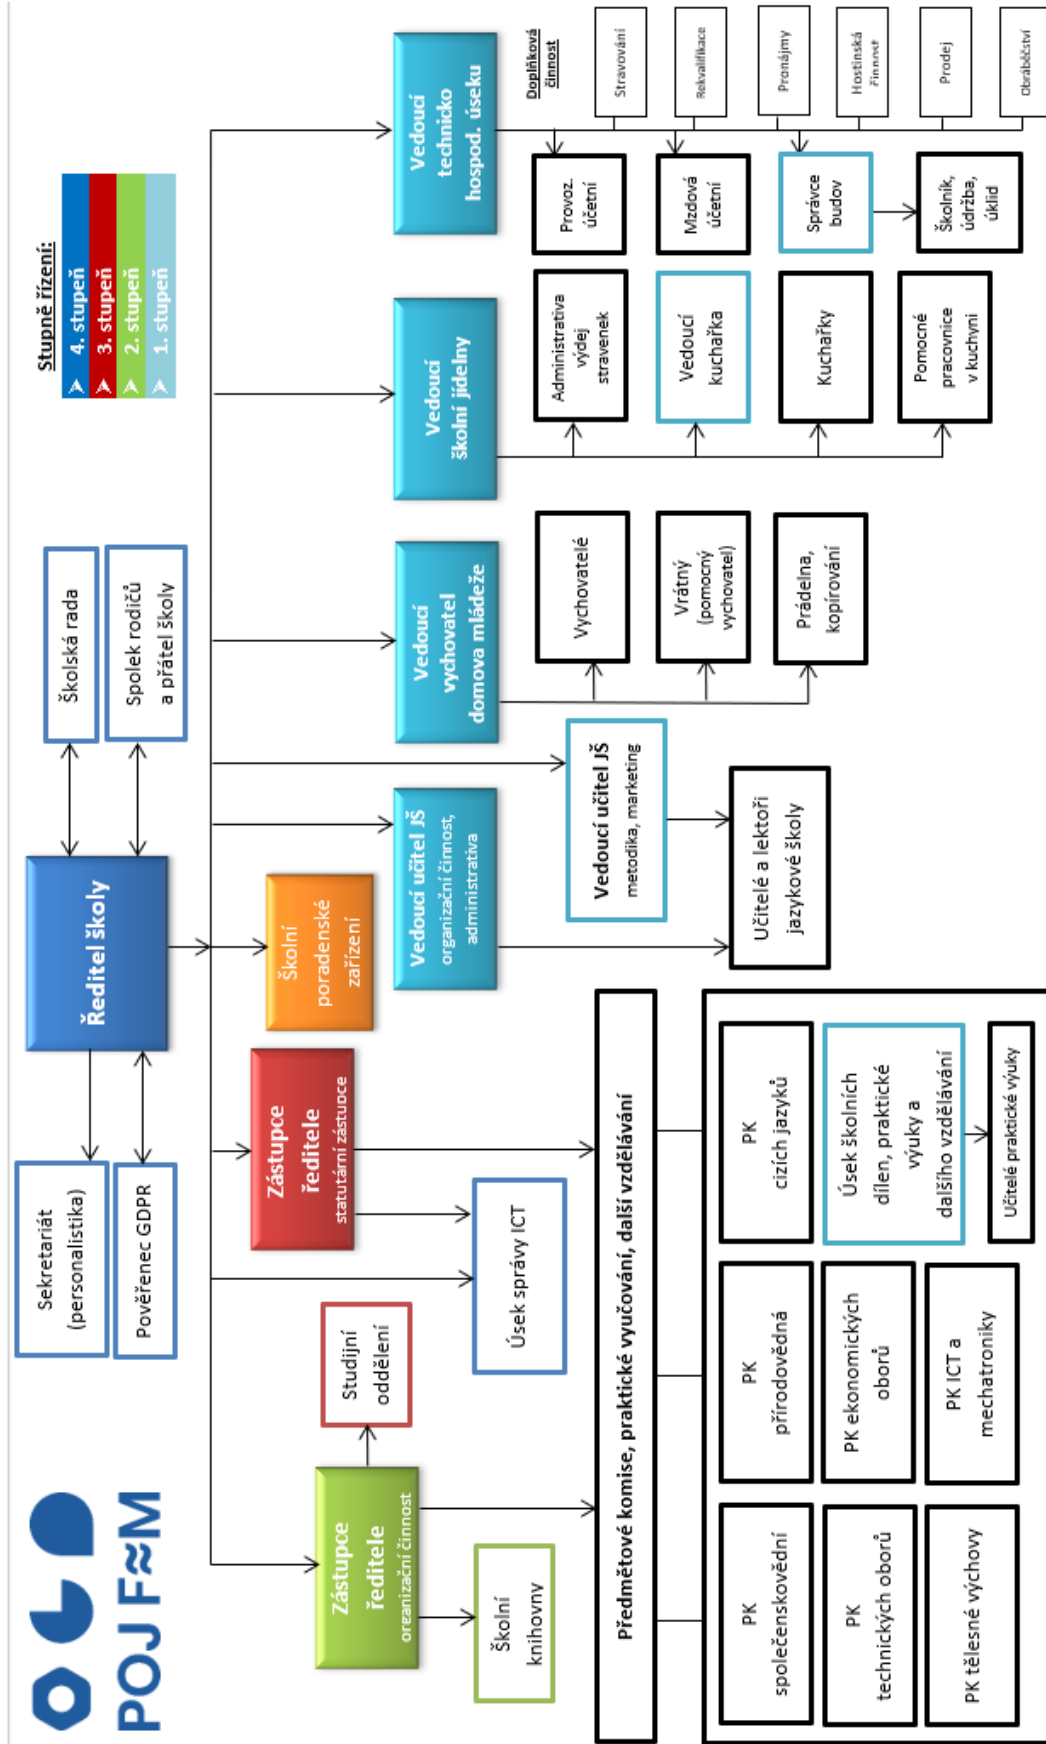 POJ F≈M
Stupně řízení:
4. stupeň
3. stupeň
2. stupeň
1. stupeň
Sekretariát
(personalistika)
Pověřenec GDPR
Ředitel školy
Školská rada
Spolek rodičů
a přátel školy
Zástupce
ředitele
organizační činnost
Studijní
oddělení
Školní
knihovny
Zástupce
ředitele
statutární zástupce
Úsek správy ICT
Školní
poradenské
zařízení
Vedoucí učitel JŠ
organizační činnost,
administrativa
Vedoucí učitel JŠ
metodika, marketing
Učitelé a lektoři
jazykové školy
Vedoucí
vychovatel
domova mládeže
Vychovatelé
Vrátný
(pomocný
vychovatel)
Prádelna,
kopírování
Vedoucí
školní jídelny
Administrativa
výdej
stravenek
Vedoucí
kuchařka
Kuchařky
Pomocné
pracovnice
v kuchyni
Vedoucí
technicko
hospod. úseku
Provoz.
účetní
Mzdová
účetní
Správce
budov
Školník,
údržba,
úklid
Doplňková
činnost
Stravování
Rekvalifikace
Pronájmy
Hostinská
činnost
Prodej
Obráběčství
Předmětové komise, praktické vyučování, další vzdělávání
PK
společenskovědní
PK
přírodovědná
PK
cizích jazyků
PK
technických oborů
PK ekonomických
oborů
Úsek školních
dílen, praktické
výuky a
dalšího vzdělávání
PK tělesné výchovy
PK ICT a
mechatroniky
Učitelé praktické výuky